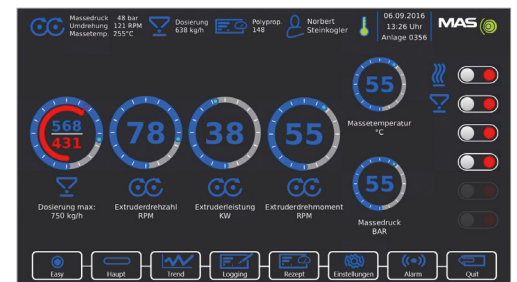 Massedruck 48 bar
Umdrehung 121 RPM
Massetemp. 255°C
Dosierung
638 kg/h
Polyprop.
148
Norbert
Steinkogler
06.09.2016
13:26 Uhr
Anlage 0356
MAS
568
431
78
38
55
55
Massetemperatur
°C
55
Massedruck
BAR
Dosierung max:
750 kg/h
Extruderdrehzahl
RPM
Extruderleistung
KW
Extruderdrehmoment
RPM
Easy
Haupt
Trend
Logging
Rezept
Einstellungen
Alarm
Quit